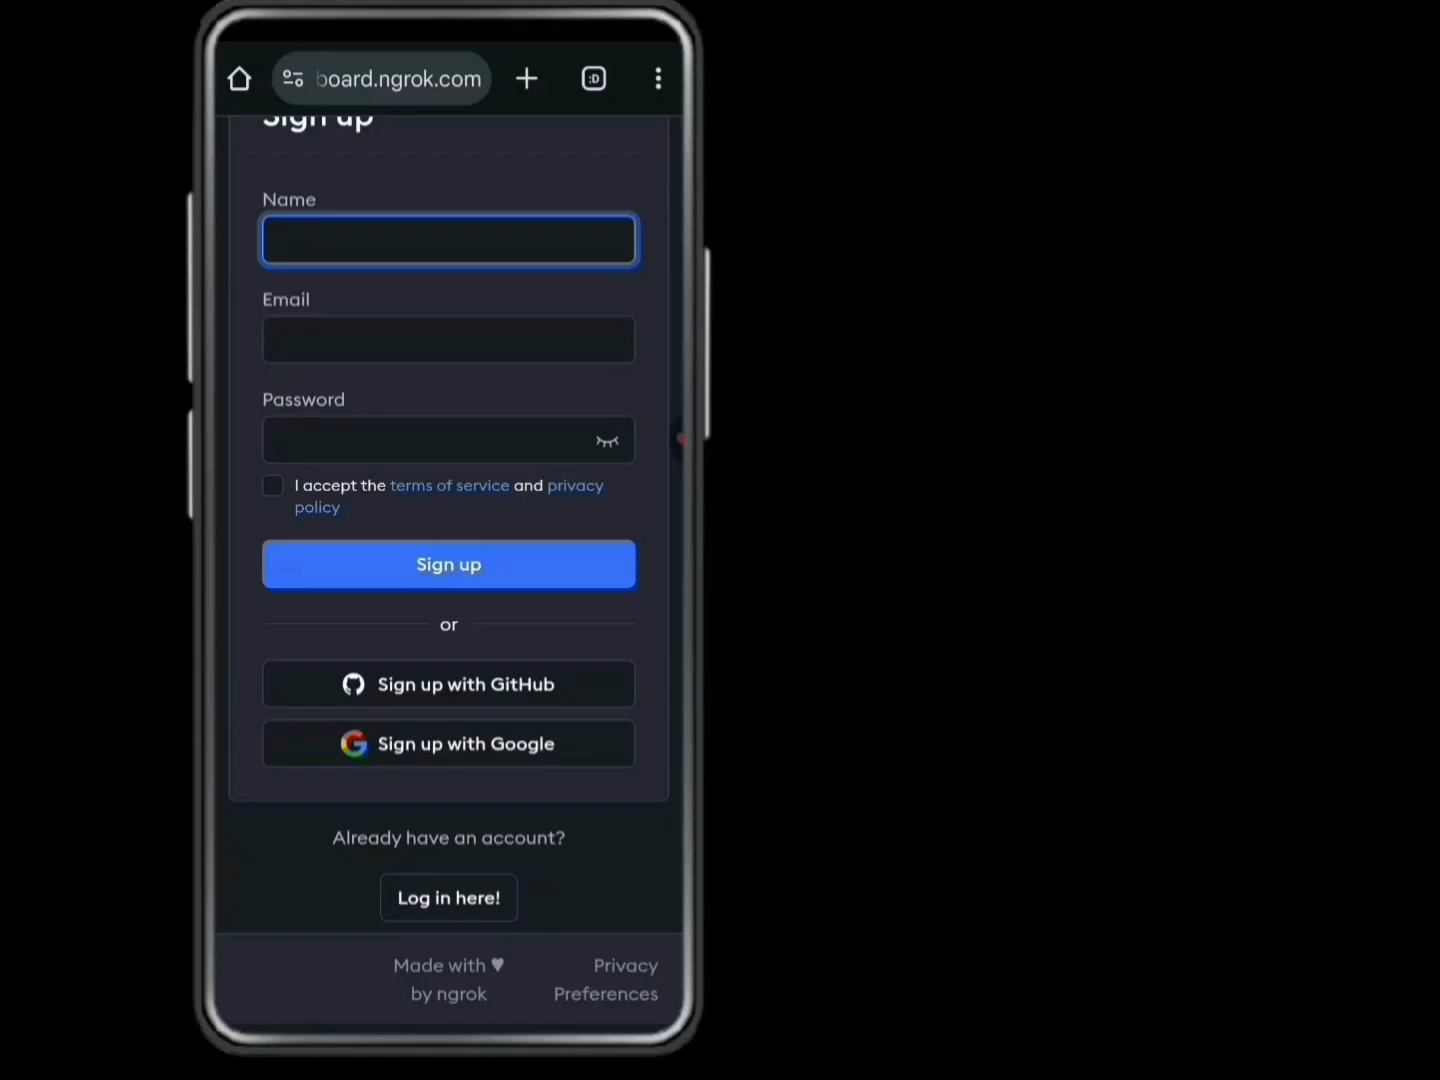 board.ngrok.com
:D
Sign up
Name
Email
Password
I accept the terms of service and privacy
policy
Sign up
or
Sign up with GitHub
Sign up with Google
Already have an account?
Log in here!
Made with ♥
by ngrok
Privacy
Preferences